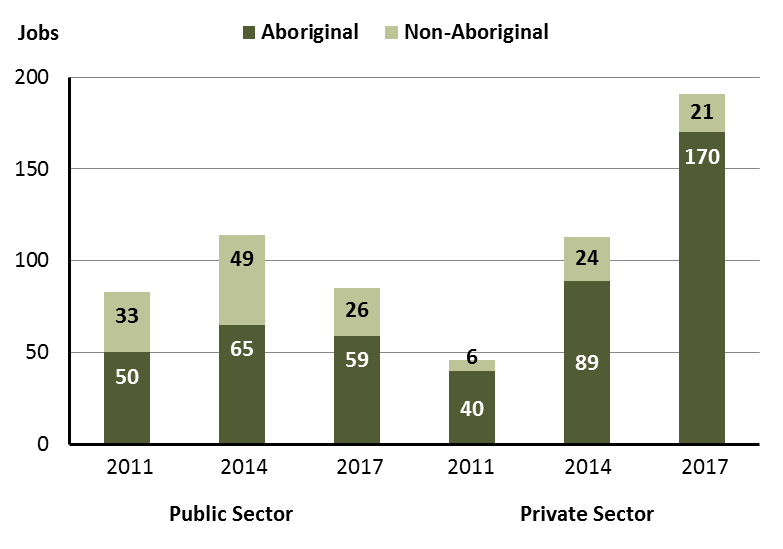 Jobs
Aboriginal Non-Aboriginal
200
150
100
50
0
33 49 26 6 24 21
50 65 59 40 89 170
2011 2014 2017 2011 2014 2017
Public Sector Private Sector